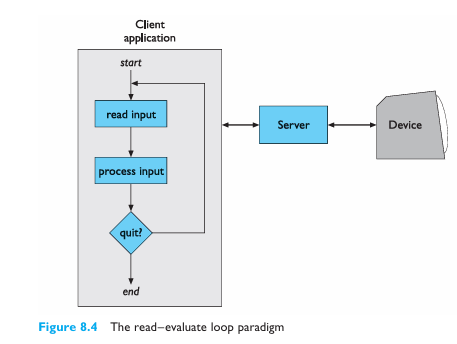 Client
application
start
read input
process input
quit?
end
Server
Device
Figure 8.4 The read–evaluate loop paradigm